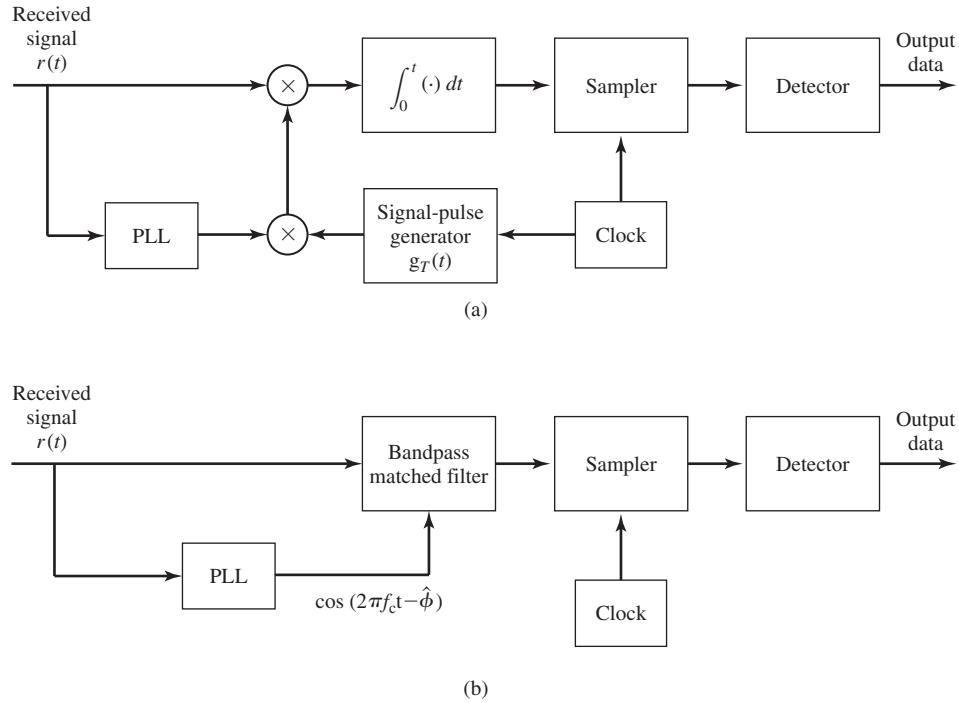 Received
signal
r(t)
×
∫₀ᵗ (·) dt
Sampler
Detector
Output
data
PLL
×
Signal-pulse
generator
g_T(t)
Clock
(a)
Received
signal
r(t)
Bandpass
matched filter
Sampler
Detector
Output
data
PLL
cos (2πf_ct−φ̂)
Clock
(b)